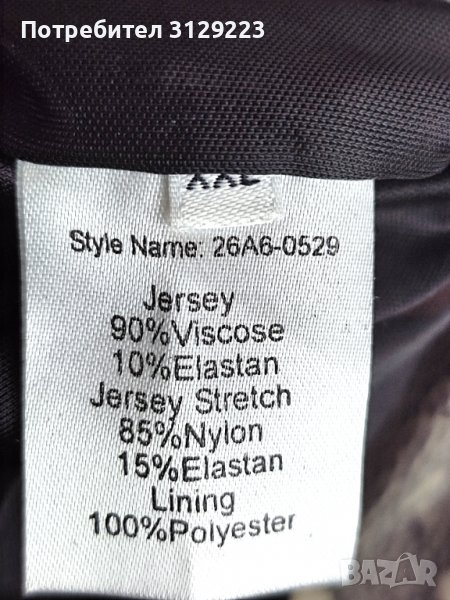 Потребител 3129223
XXL
Style Name: 26A6-0529
Jersey
90%Viscose
10%Elastan
Jersey Stretch
85%Nylon
15%Elastan
Lining
100%Polyester
bazar